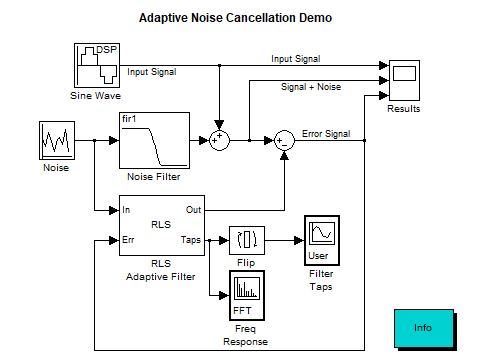 Adaptive Noise Cancellation Demo
DSP
Input Signal
Input Signal
Sine Wave
Signal + Noise
Results
fir1
Error Signal
Noise
Noise Filter
In
Out
RLS
Err
Taps
RLS
Adaptive Filter
Flip
User
Filter
Taps
FFT
Freq
Response
Info